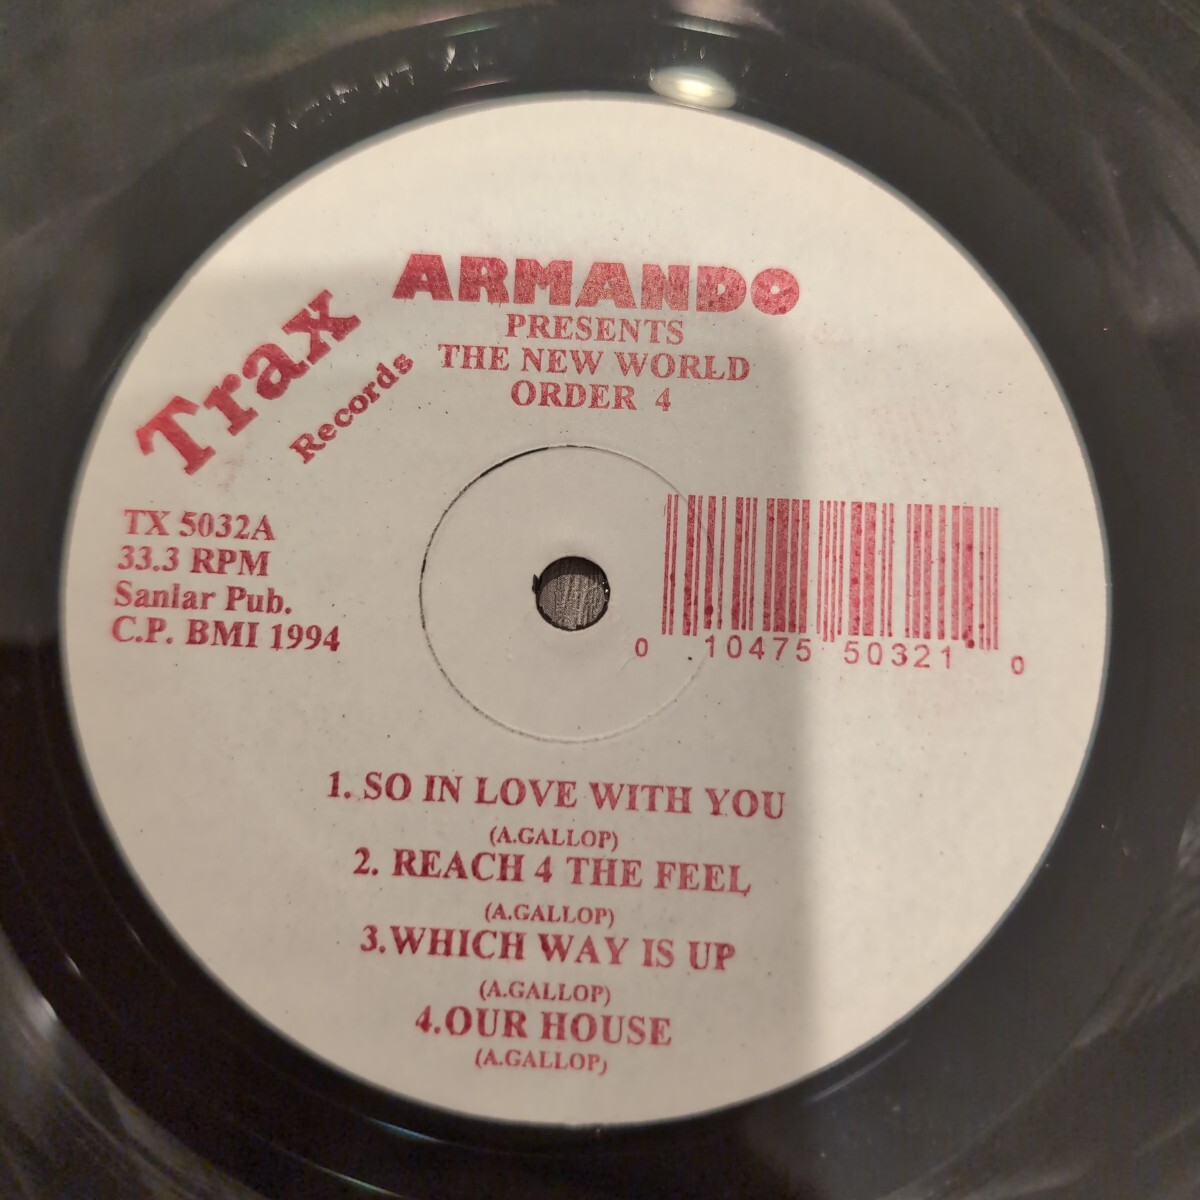 ARMANDO
PRESENTS
THE NEW WORLD
ORDER 4
Trax
Records
TX 5032A
33.3 RPM
Sanlar Pub.
C.P. BMI 1994
0 10475 50321 0
1. SO IN LOVE WITH YOU
(A.GALLOP)
2. REACH 4 THE FEEL
(A.GALLOP)
3.WHICH WAY IS UP
(A.GALLOP)
4.OUR HOUSE
(A.GALLOP)